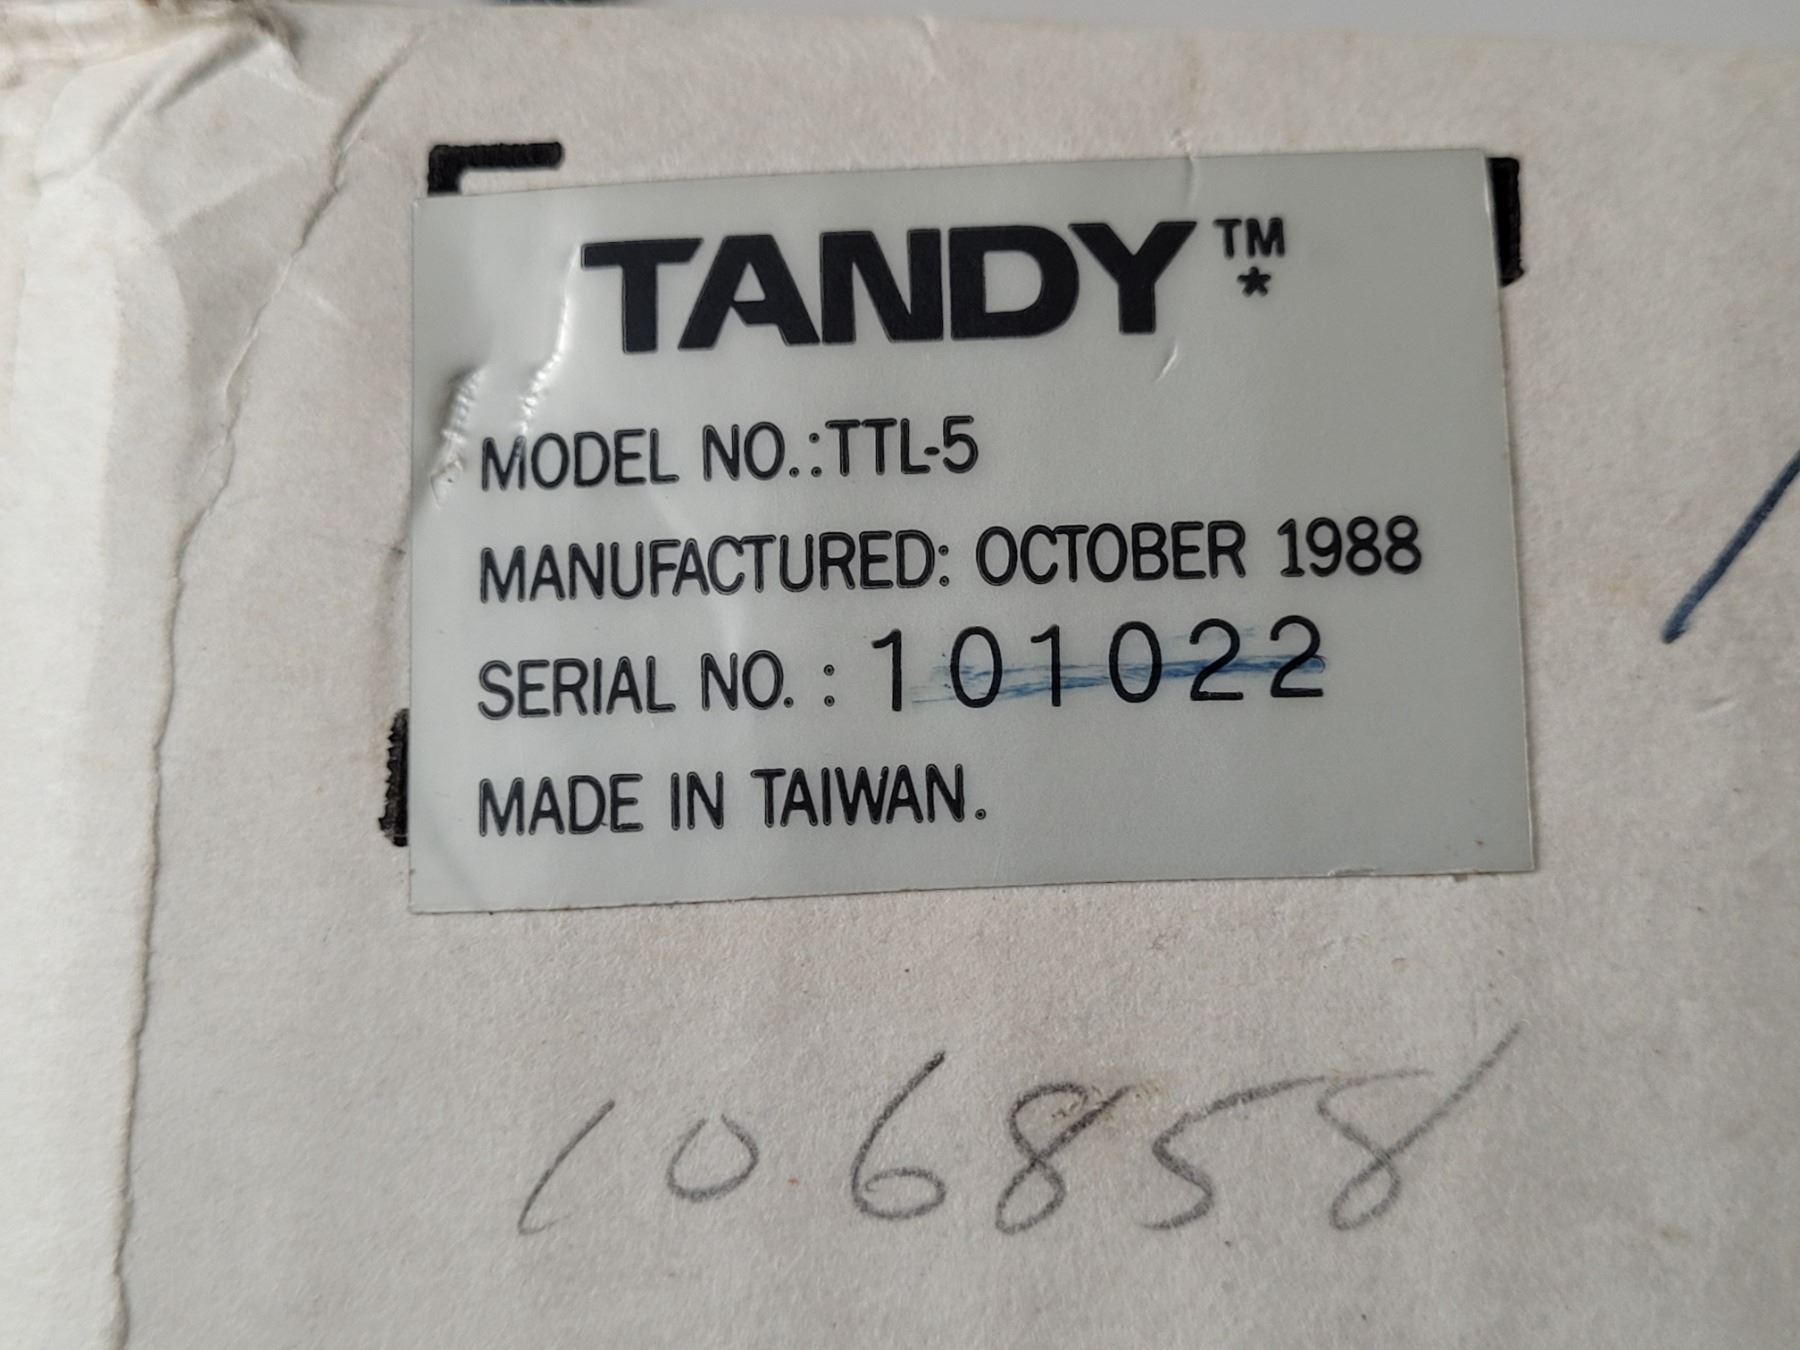 TANDY™
*
MODEL NO.:TTL-5
MANUFACTURED: OCTOBER 1988
SERIAL NO. : 101022
MADE IN TAIWAN.
106858